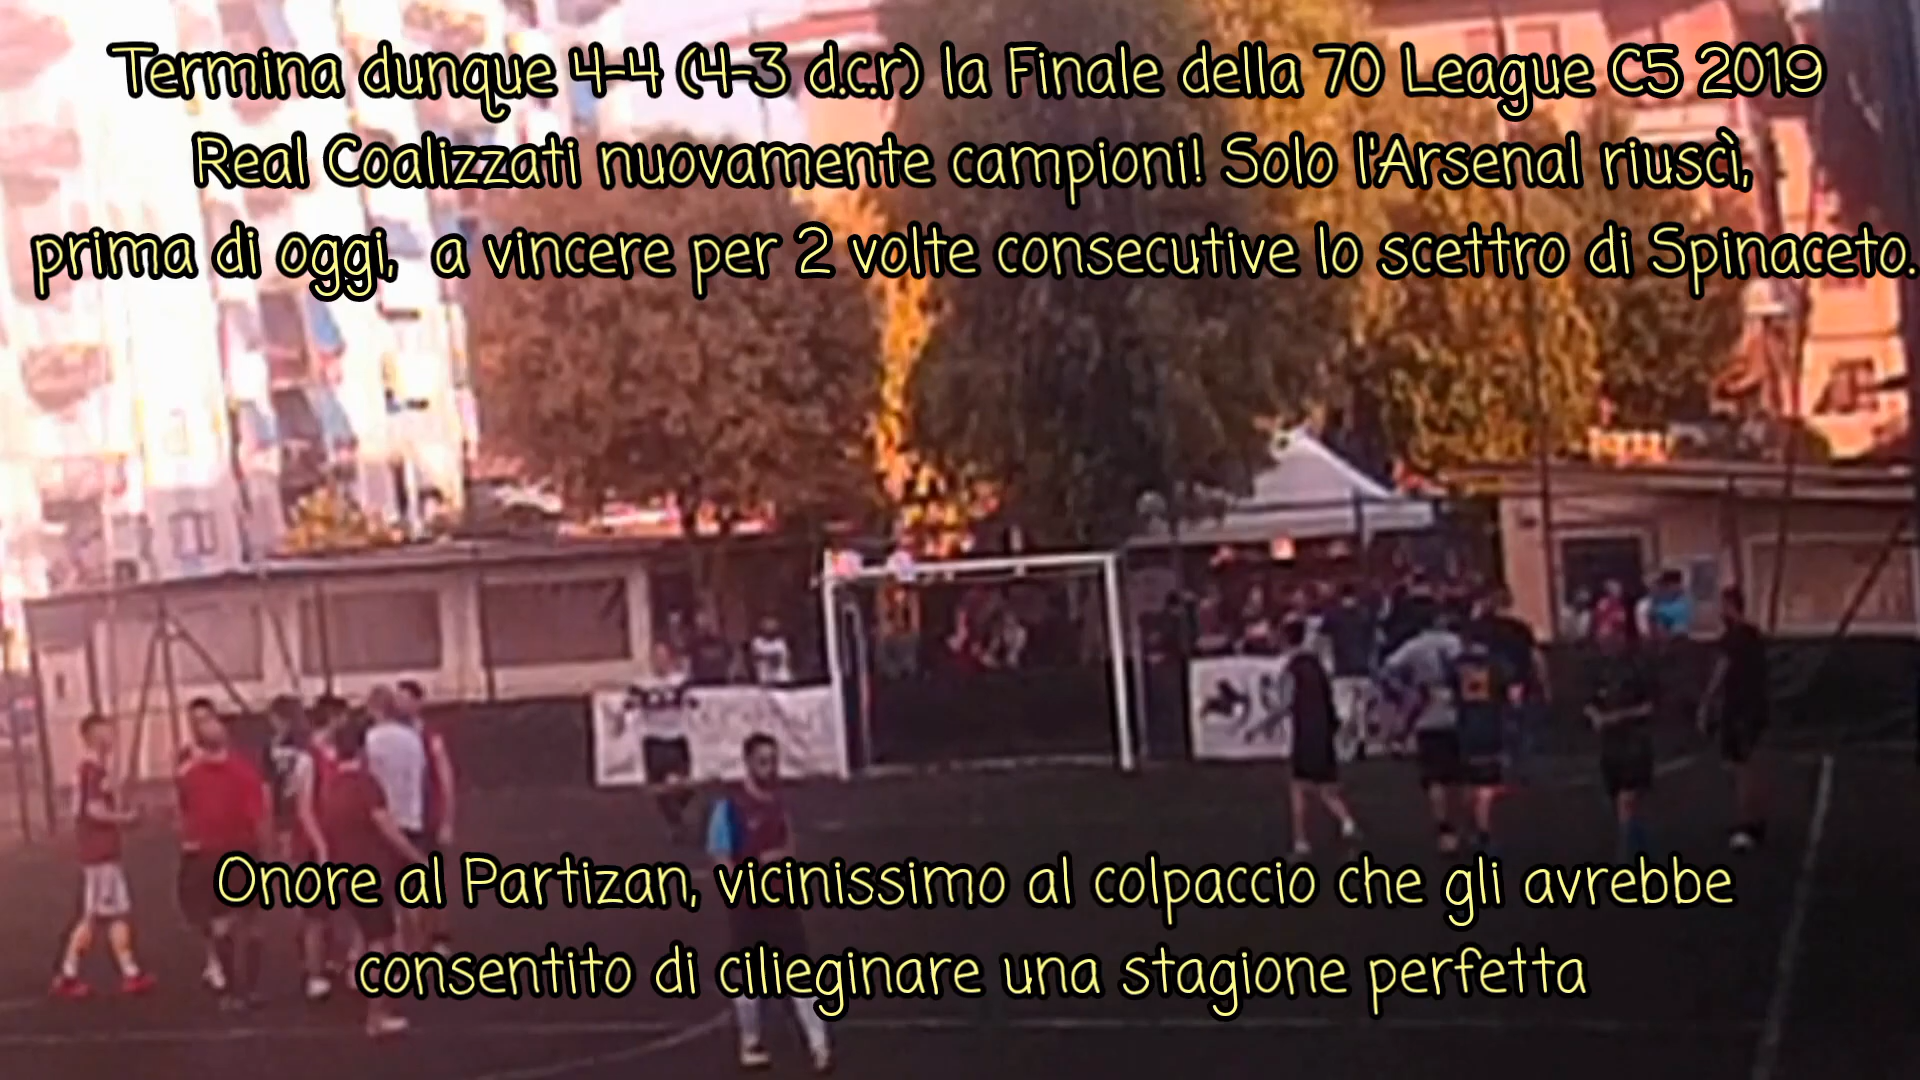 Termina dunque 4-4 (4-3 d.c.r) la Finale della 70 League C5 2019
Real Coalizzati nuovamente campioni! Solo l'Arsenal riuscì,
prima di oggi,  a vincere per 2 volte consecutive lo scettro di Spinaceto.
Onore al Partizan, vicinissimo al colpaccio che gli avrebbe
consentito di cilieginare una stagione perfetta